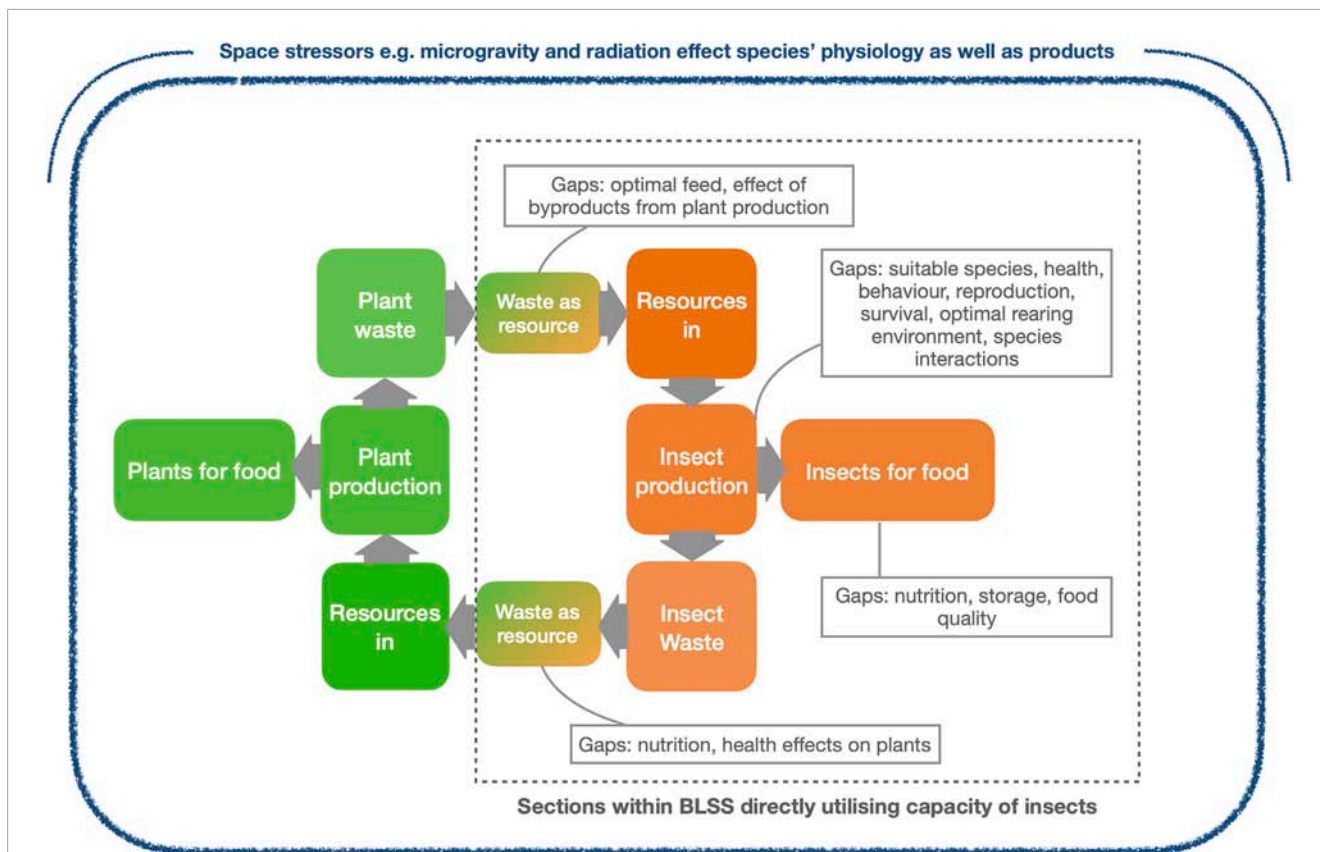 Space stressors e.g. microgravity and radiation effect species' physiology as well as products
Gaps: optimal feed, effect of
byproducts from plant production
Plant
waste
Waste as
resource
Resources
in
Gaps: suitable species, health,
behaviour, reproduction,
survival, optimal rearing
environment, species
interactions
Plants for food
Plant
production
Insect
production
Insects for food
Resources
in
Waste as
resource
Insect
Waste
Gaps: nutrition, storage, food
quality
Gaps: nutrition, health effects on plants
Sections within BLSS directly utilising capacity of insects